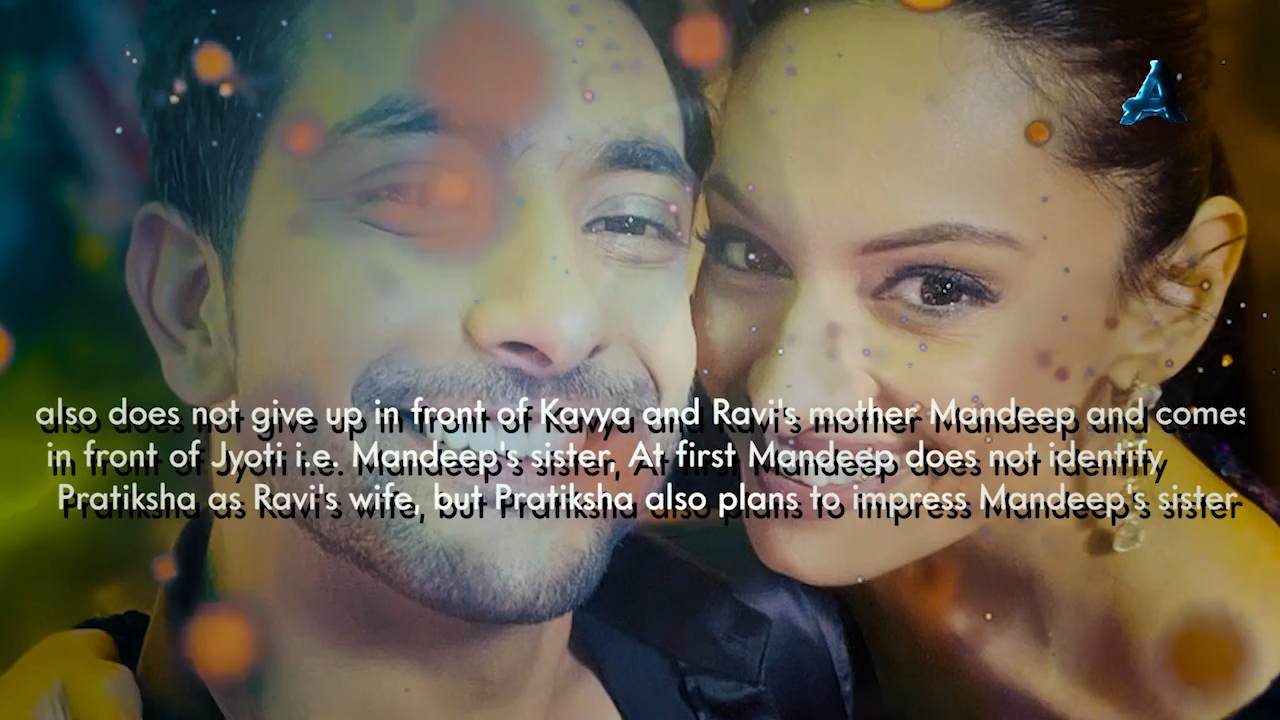 A
also does not give up in front of Kavya and Ravi's mother Mandeep and comes
in front of Jyoti i.e. Mandeep's sister, At first Mandeep does not identify
Pratiksha as Ravi's wife, but Pratiksha also plans to impress Mandeep's sister